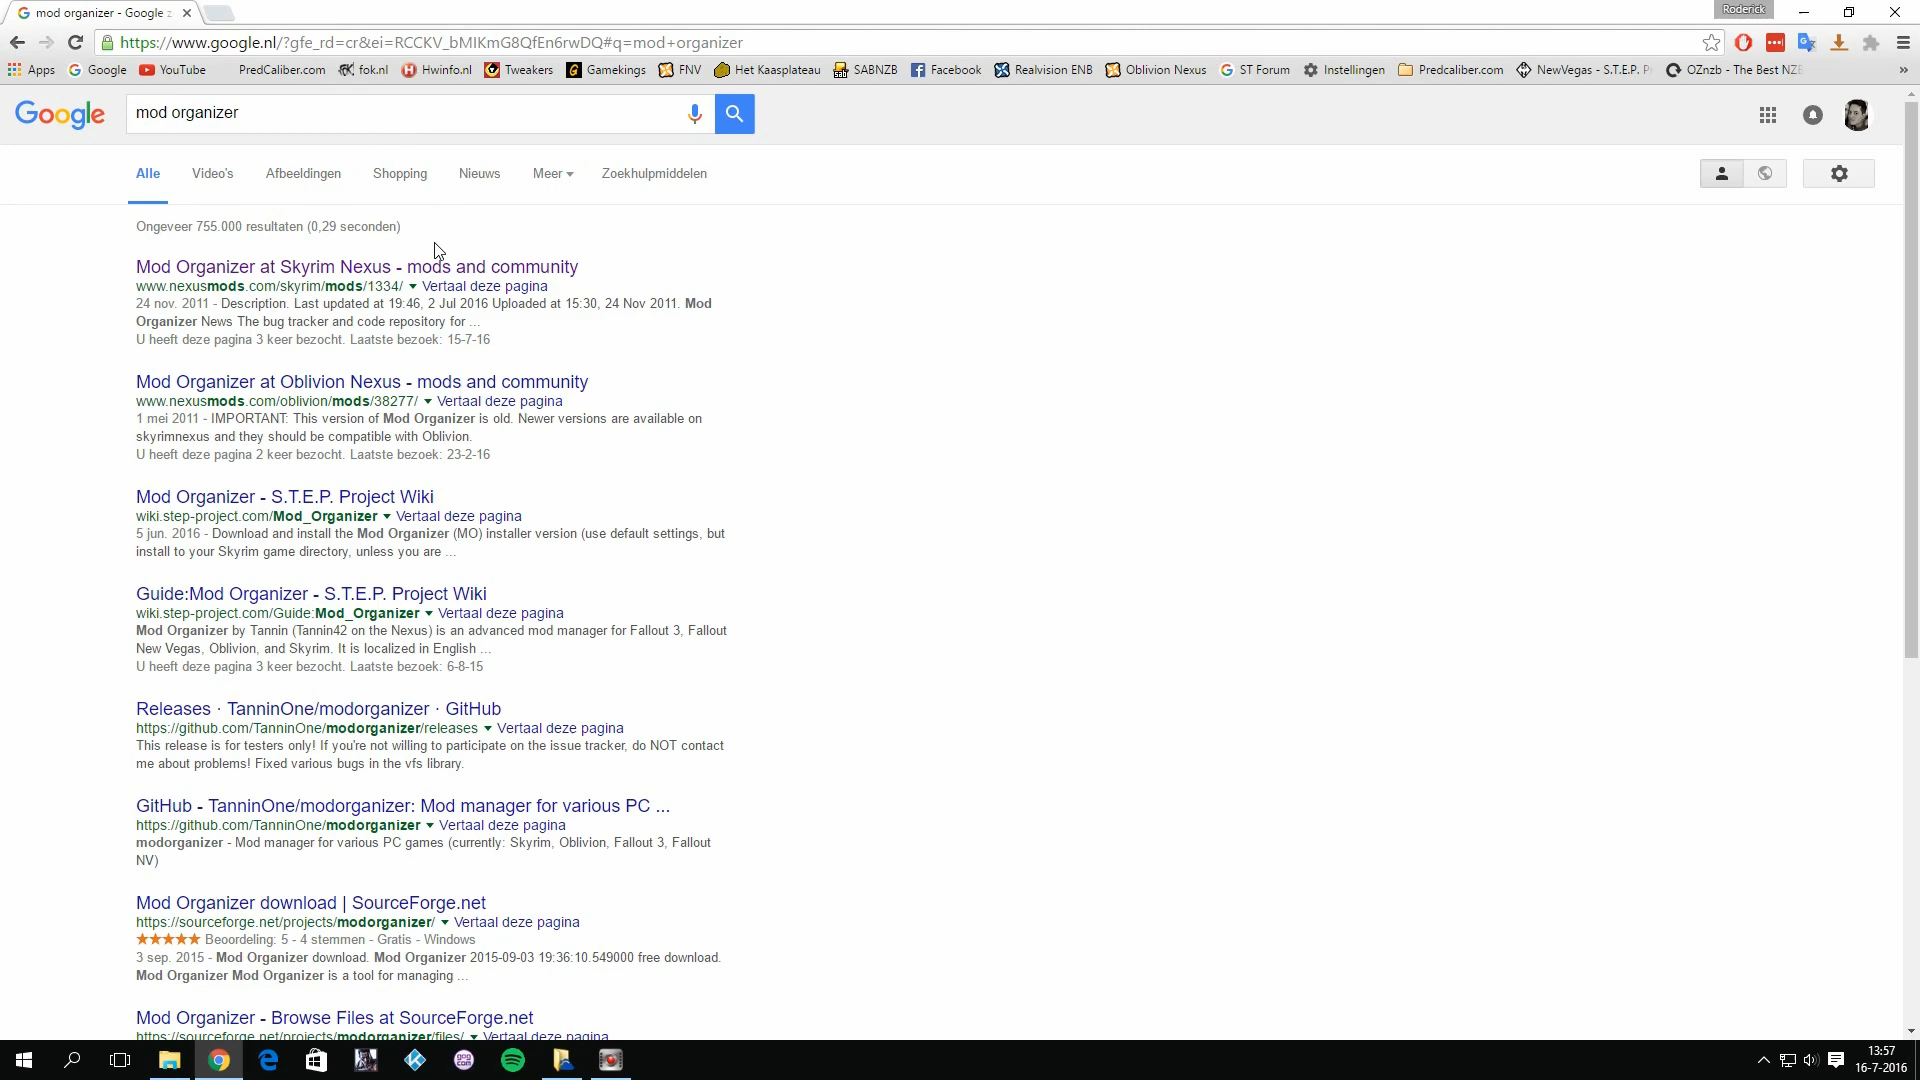 mod organizer - Google z
Roderick
https://www.google.nl/?gfe_rd=cr&ei=RCCKV_bMIKmG8QfEn6rwDQ#q=mod+organizer
Apps Google YouTube PredCaliber.com fok.nl Hwinfo.nl Tweakers Gamekings FNV Het Kaasplateau SABNZB Facebook Realvision ENB Oblivion Nexus ST Forum Instellingen Predcaliber.com NewVegas - S.T.E.P. P OZnzb - The Best NZB »
Google mod organizer
Alle Video's Afbeeldingen Shopping Nieuws Meer Zoekhulpmiddelen
Ongeveer 755.000 resultaten (0,29 seconden)
Mod Organizer at Skyrim Nexus - mods and community
www.nexusmods.com/skyrim/mods/1334/ Vertaal deze pagina
24 nov. 2011 - Description. Last updated at 19:46, 2 Jul 2016 Uploaded at 15:30, 24 Nov 2011. Mod
Organizer News The bug tracker and code repository for ...
U heeft deze pagina 3 keer bezocht. Laatste bezoek: 15-7-16
Mod Organizer at Oblivion Nexus - mods and community
www.nexusmods.com/oblivion/mods/38277/ Vertaal deze pagina
1 mei 2011 - IMPORTANT: This version of Mod Organizer is old. Newer versions are available on
skyrimnexus and they should be compatible with Oblivion.
U heeft deze pagina 2 keer bezocht. Laatste bezoek: 23-2-16
Mod Organizer - S.T.E.P. Project Wiki
wiki.step-project.com/Mod_Organizer Vertaal deze pagina
5 jun. 2016 - Download and install the Mod Organizer (MO) installer version (use default settings, but
install to your Skyrim game directory, unless you are ...
Guide:Mod Organizer - S.T.E.P. Project Wiki
wiki.step-project.com/Guide:Mod_Organizer Vertaal deze pagina
Mod Organizer by Tannin (Tannin42 on the Nexus) is an advanced mod manager for Fallout 3, Fallout
New Vegas, Oblivion, and Skyrim. It is localized in English ...
U heeft deze pagina 3 keer bezocht. Laatste bezoek: 6-8-15
Releases · TanninOne/modorganizer · GitHub
https://github.com/TanninOne/modorganizer/releases Vertaal deze pagina
This release is for testers only! If you're not willing to participate on the issue tracker, do NOT contact
me about problems! Fixed various bugs in the vfs library.
GitHub - TanninOne/modorganizer: Mod manager for various PC ...
https://github.com/TanninOne/modorganizer Vertaal deze pagina
modorganizer - Mod manager for various PC games (currently: Skyrim, Oblivion, Fallout 3, Fallout
NV)
Mod Organizer download | SourceForge.net
https://sourceforge.net/projects/modorganizer/ Vertaal deze pagina
Beoordeling: 5 - 4 stemmen - Gratis - Windows
3 sep. 2015 - Mod Organizer download. Mod Organizer 2015-09-03 19:36:10.549000 free download.
Mod Organizer Mod Organizer is a tool for managing ...
Mod Organizer - Browse Files at SourceForge.net
https://sourceforge.net/projects/modorganizer/files/ Vertaal deze pagina
13:57
16-7-2016